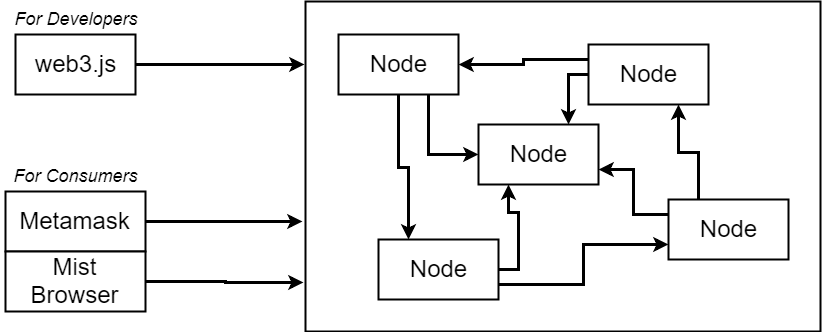 For Developers
web3.js
Node
Node
Node
For Consumers
Metamask
Mist
Browser
Node
Node